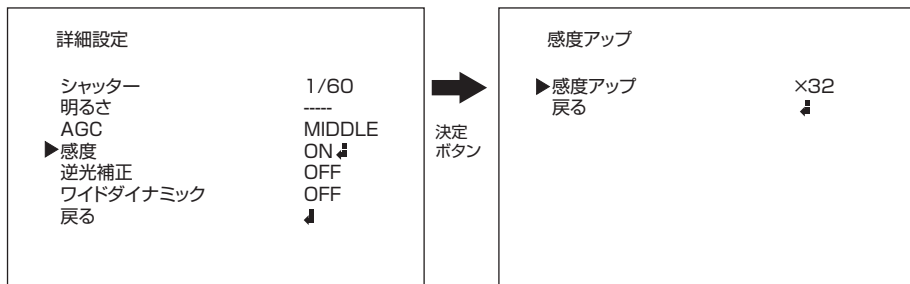 詳細設定
シャッター 1/60
明るさ -----
AGC MIDDLE
▶感度 ON↲
逆光補正 OFF
ワイドダイナミック OFF
戻る ↲
決定
ボタン
感度アップ
▶感度アップ ×32
戻る ↲